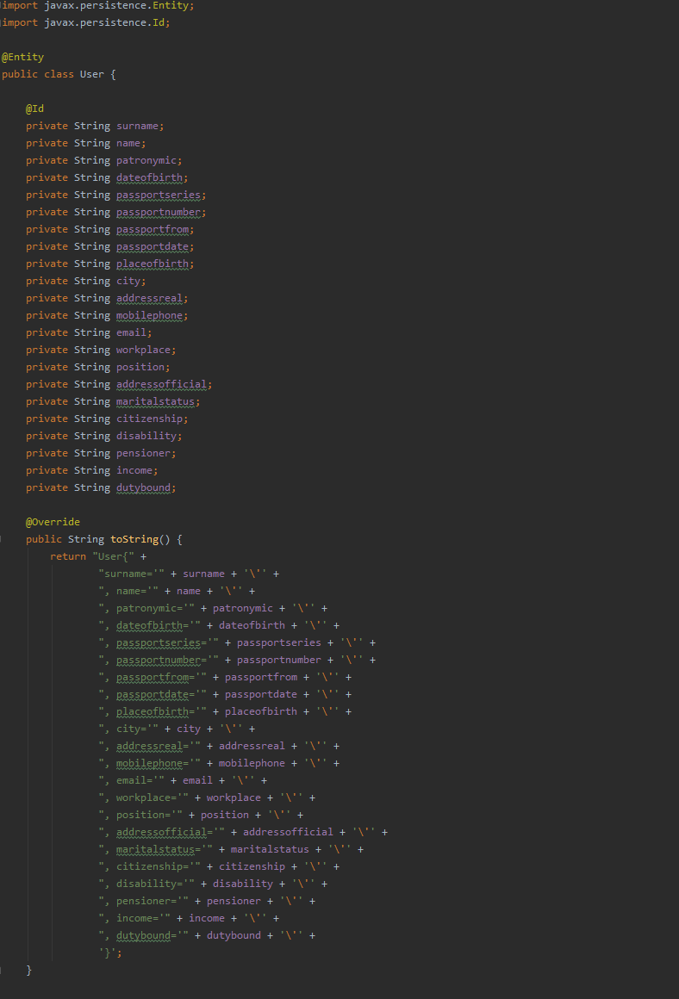 import javax.persistence.Entity;
import javax.persistence.Id;
@Entity
public class User {
@Id
private String surname;
private String name;
private String patronymic;
private String dateofbirth;
private String passportseries;
private String passportnumber;
private String passportfrom;
private String passportdate;
private String placeofbirth;
private String city;
private String addressreal;
private String mobilephone;
private String email;
private String workplace;
private String position;
private String addressofficial;
private String maritalstatus;
private String citizenship;
private String disability;
private String pensioner;
private String income;
private String dutybound;
@Override
public String toString() {
return "User{" +
"surname='" + surname + '\'' +
", name='" + name + '\'' +
", patronymic='" + patronymic + '\'' +
", dateofbirth='" + dateofbirth + '\'' +
", passportseries='" + passportseries + '\'' +
", passportnumber='" + passportnumber + '\'' +
", passportfrom='" + passportfrom + '\'' +
", passportdate='" + passportdate + '\'' +
", placeofbirth='" + placeofbirth + '\'' +
", city='" + city + '\'' +
", addressreal='" + addressreal + '\'' +
", mobilephone='" + mobilephone + '\'' +
", email='" + email + '\'' +
", workplace='" + workplace + '\'' +
", position='" + position + '\'' +
", addressofficial='" + addressofficial + '\'' +
", maritalstatus='" + maritalstatus + '\'' +
", citizenship='" + citizenship + '\'' +
", disability='" + disability + '\'' +
", pensioner='" + pensioner + '\'' +
", income='" + income + '\'' +
", dutybound='" + dutybound + '\'' +
'}';
}